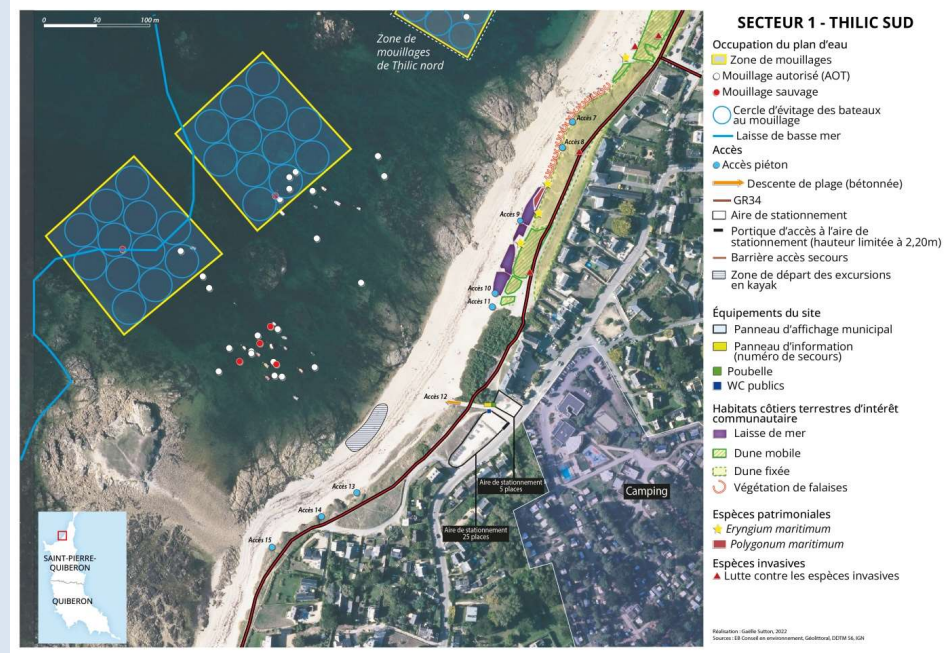 0 50 100 m
Zone de
mouillages
de Thilic nord
Accès 7
Accès 8
Accès 9
Accès 10
Accès 11
Accès 12
Accès 13
Accès 14
Accès 15
Aire de stationnement
5 places
Aire de stationnement
25 places
Camping
SAINT-PIERRE-
QUIBERON
QUIBERON
SECTEUR 1 - THILIC SUD
Occupation du plan d'eau
Zone de mouillages
Mouillage autorisé (AOT)
Mouillage sauvage
Cercle d'évitage des bateaux
au mouillage
Laisse de basse mer
Accès
Accès piéton
Descente de plage (bétonnée)
GR34
Aire de stationnement
Portique d'accès à l'aire de
stationnement (hauteur limitée à 2,20m)
Barrière accès secours
Zone de départ des excursions
en kayak
Équipements du site
Panneau d'affichage municipal
Panneau d'information
(numéro de secours)
Poubelle
WC publics
Habitats côtiers terrestres d'intérêt
communautaire
Laisse de mer
Dune mobile
Dune fixée
Végétation de falaises
Espèces patrimoniales
Eryngium maritimum
Polygonum maritimum
Espèces invasives
Lutte contre les espèces invasives
Réalisation : Gaëlle Sutton, 2022
Sources : EB Conseil en environnement, Géolittoral, DDTM 56, IGN